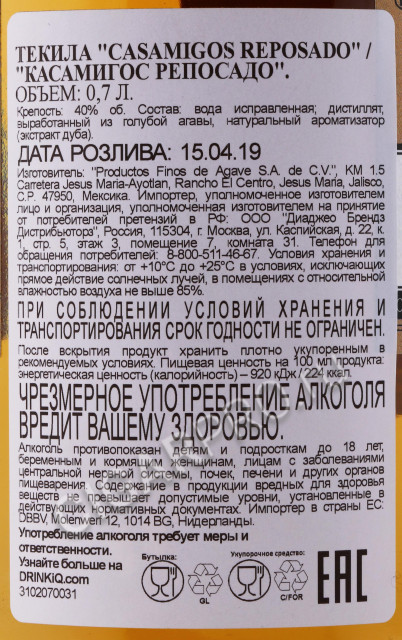 ТЕКИЛА "CASAMIGOS REPOSADO" /
"КАСАМИГОС РЕПОСАДО".
ОБЪЕМ: 0,7 Л.
Крепость: 40% об. Состав: вода исправленная; дистиллят,
выработанный из голубой агавы, натуральный ароматизатор
(экстракт дуба).
ДАТА РОЗЛИВА: 15.04.19
Изготовитель: "Productos Finos de Agave S.A. de C.V.", KM 1.5
Carretera Jesus Maria-Ayotlan, Rancho El Centro, Jesus Maria, Jalisco,
C.P. 47950, Мексика. Импортер, уполномоченное изготовителем
лицо и организация, уполномоченная изготовителем на принятие
от потребителей претензий в РФ: ООО "Диаджео Брендз
Дистрибьютора", Россия, 115304, г. Москва, ул. Каспийская, д. 22, к.
1, стр. 5, этаж 3, помещение 7, комната 31. Телефон для
обращения потребителей: 8-800-511-46-67. Условия хранения и
транспортирования: от +10°С до +25°С в условиях, исключающих
прямое действие солнечных лучей, в помещениях с относительной
влажностью воздуха не выше 85%.
ПРИ СОБЛЮДЕНИИ УСЛОВИЙ ХРАНЕНИЯ И
ТРАНСПОРТИРОВАНИЯ СРОК ГОДНОСТИ НЕ ОГРАНИЧЕН.
После вскрытия продукт хранить плотно укупоренным в
рекомендуемых условиях. Пищевая ценность на 100 мл продукта:
энергетическая ценность (калорийность) – 920 кДж / 224 ккал.
ЧРЕЗМЕРНОЕ УПОТРЕБЛЕНИЕ АЛКОГОЛЯ
ВРЕДИТ ВАШЕМУ ЗДОРОВЬЮ.
Алкоголь противопоказан детям и подросткам до 18 лет,
беременным и кормящим женщинам, лицам с заболеваниями
центральной нервной системы, почек, печени и других органов
пищеварения. Содержание в продукции вредных для здоровья
веществ не превышает допустимые уровни, установленные в
действующих нормативных документах. Импортер в страны ЕС:
DBBV, Molenwerf 12, 1014 BG, Нидерланды.
Употребление алкоголя требует меры и
ответственности.
Узнайте больше на
DRINKiQ.com
3102070031
Бутылка:
Укупорочное средство:
GL
C/FOR
EAC